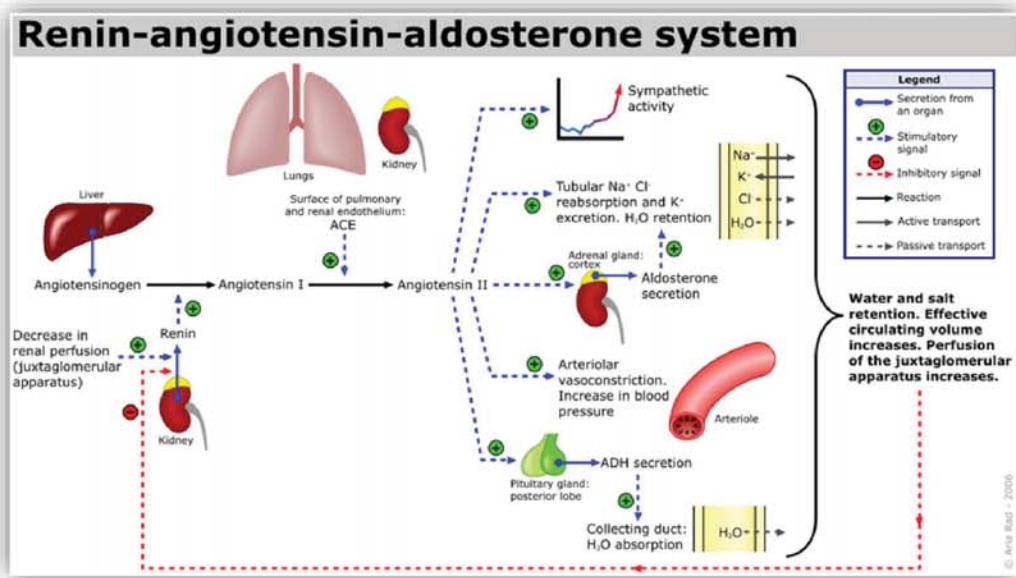 Renin-angiotensin-aldosterone system
Lungs
Kidney
Liver
Surface of pulmonary
and renal endothelium:
ACE
Angiotensinogen
Angiotensin I
Angiotensin II
Decrease in
renal perfusion
(juxtaglomerular
apparatus)
Renin
Kidney
Sympathetic
activity
Tubular Na⁺ Cl⁻
reabsorption and K⁺
excretion. H₂O retention
Adrenal gland:
cortex
Aldosterone
secretion
Arteriolar
vasoconstriction.
Increase in blood
pressure
Arteriole
Pituitary gland:
posterior lobe
ADH secretion
Collecting duct:
H₂O absorption
H₂O
Na⁺
K⁺
Cl⁻
H₂O
Water and salt
retention. Effective
circulating volume
increases. Perfusion
of the juxtaglomerular
apparatus increases.
Legend
Secretion from
an organ
+
Stimulatory
signal
−
Inhibitory signal
Reaction
Active transport
Passive transport
© Aria Rad - 2006